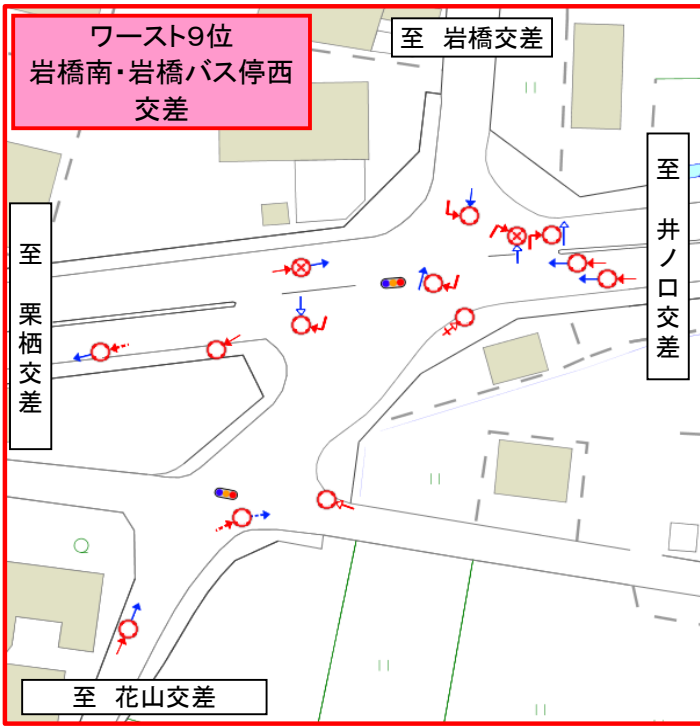 ワースト9位
岩橋南・岩橋バス停西
交差
至 岩橋交差
至 井ノ口交差
至 栗栖交差
至 花山交差